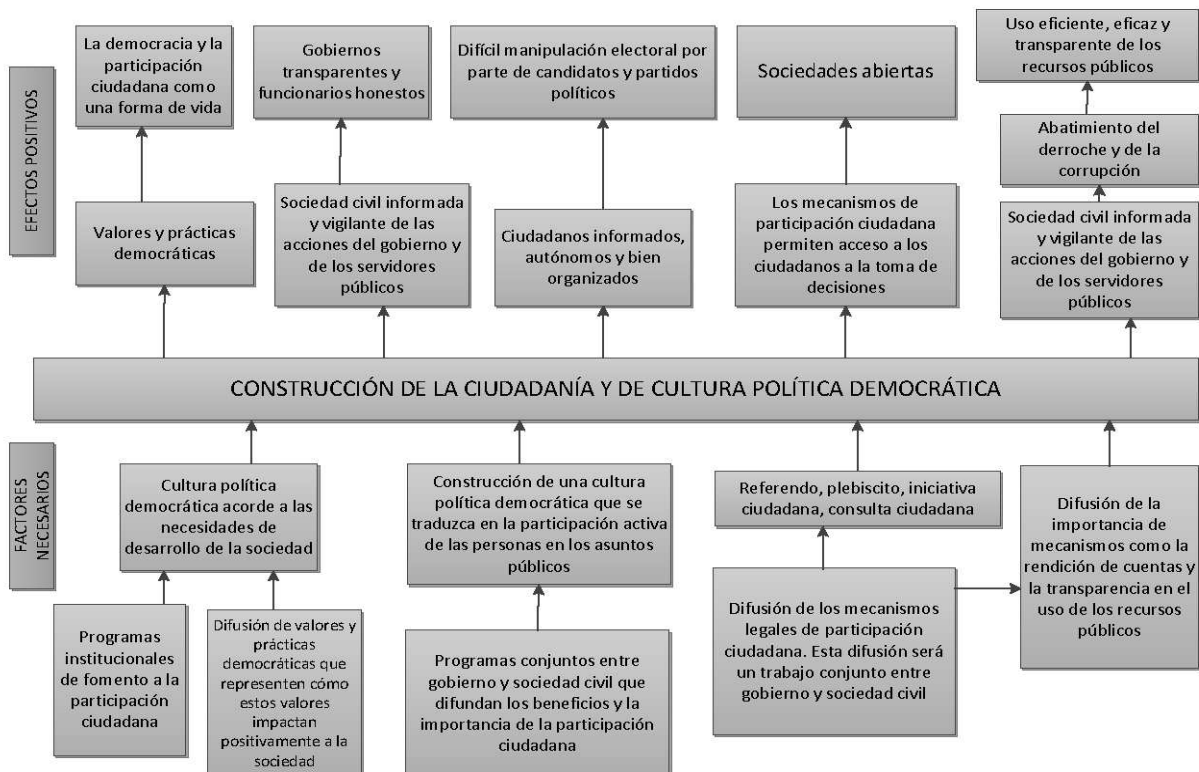 EFECTOS POSITIVOS
La democracia y la
participación
ciudadana como
una forma de vida
Gobiernos
transparentes y
funcionarios honestos
Difícil manipulación electoral por
parte de candidatos y partidos
políticos
Sociedades abiertas
Uso eficiente, eficaz y
transparente de los
recursos públicos
Abatimiento del
derroche y de la
corrupción
Valores y prácticas
democráticas
Sociedad civil informada
y vigilante de las
acciones del gobierno y
de los servidores
públicos
Ciudadanos informados,
autónomos y bien
organizados
Los mecanismos de
participación ciudadana
permiten acceso a los
ciudadanos a la toma de
decisiones
Sociedad civil informada
y vigilante de las
acciones del gobierno y
de los servidores
públicos
CONSTRUCCIÓN DE LA CIUDADANÍA Y DE CULTURA POLÍTICA DEMOCRÁTICA
FACTORES
NECESARIOS
Cultura política
democrática acorde a las
necesidades de
desarrollo de la sociedad
Construcción de una cultura
política democrática que se
traduzca en la participación activa
de las personas en los asuntos
públicos
Referendo, plebiscito, iniciativa
ciudadana, consulta ciudadana
Difusión de la
importancia de
mecanismos como la
rendición de cuentas y
la transparencia en el
uso de los recursos
públicos
Programas
institucionales
de fomento a la
participación
ciudadana
Difusión de valores y
prácticas
democráticas que
representen cómo
estos valores
impactan
positivamente a la
sociedad
Programas conjuntos entre
gobierno y sociedad civil que
difundan los beneficios y la
importancia de la participación
ciudadana
Difusión de los mecanismos
legales de participación
ciudadana. Esta difusión será
un trabajo conjunto entre
gobierno y sociedad civil